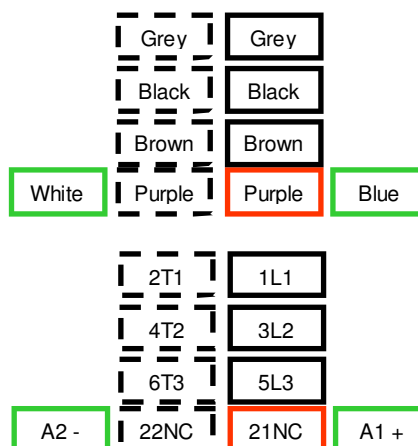 Grey Grey
Black Black
Brown Brown
White Purple Purple Blue
2T1 1L1
4T2 3L2
6T3 5L3
A2 - 22NC 21NC A1 +